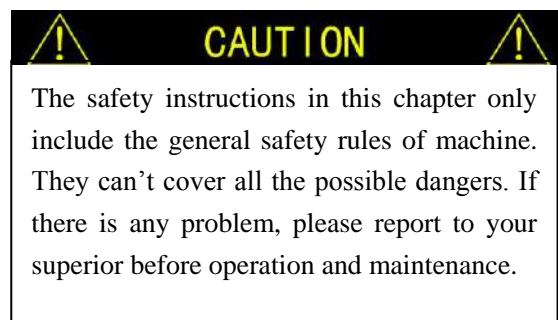 CAUTION
The safety instructions in this chapter only
include the general safety rules of machine.
They can’t cover all the possible dangers. If
there is any problem, please report to your
superior before operation and maintenance.